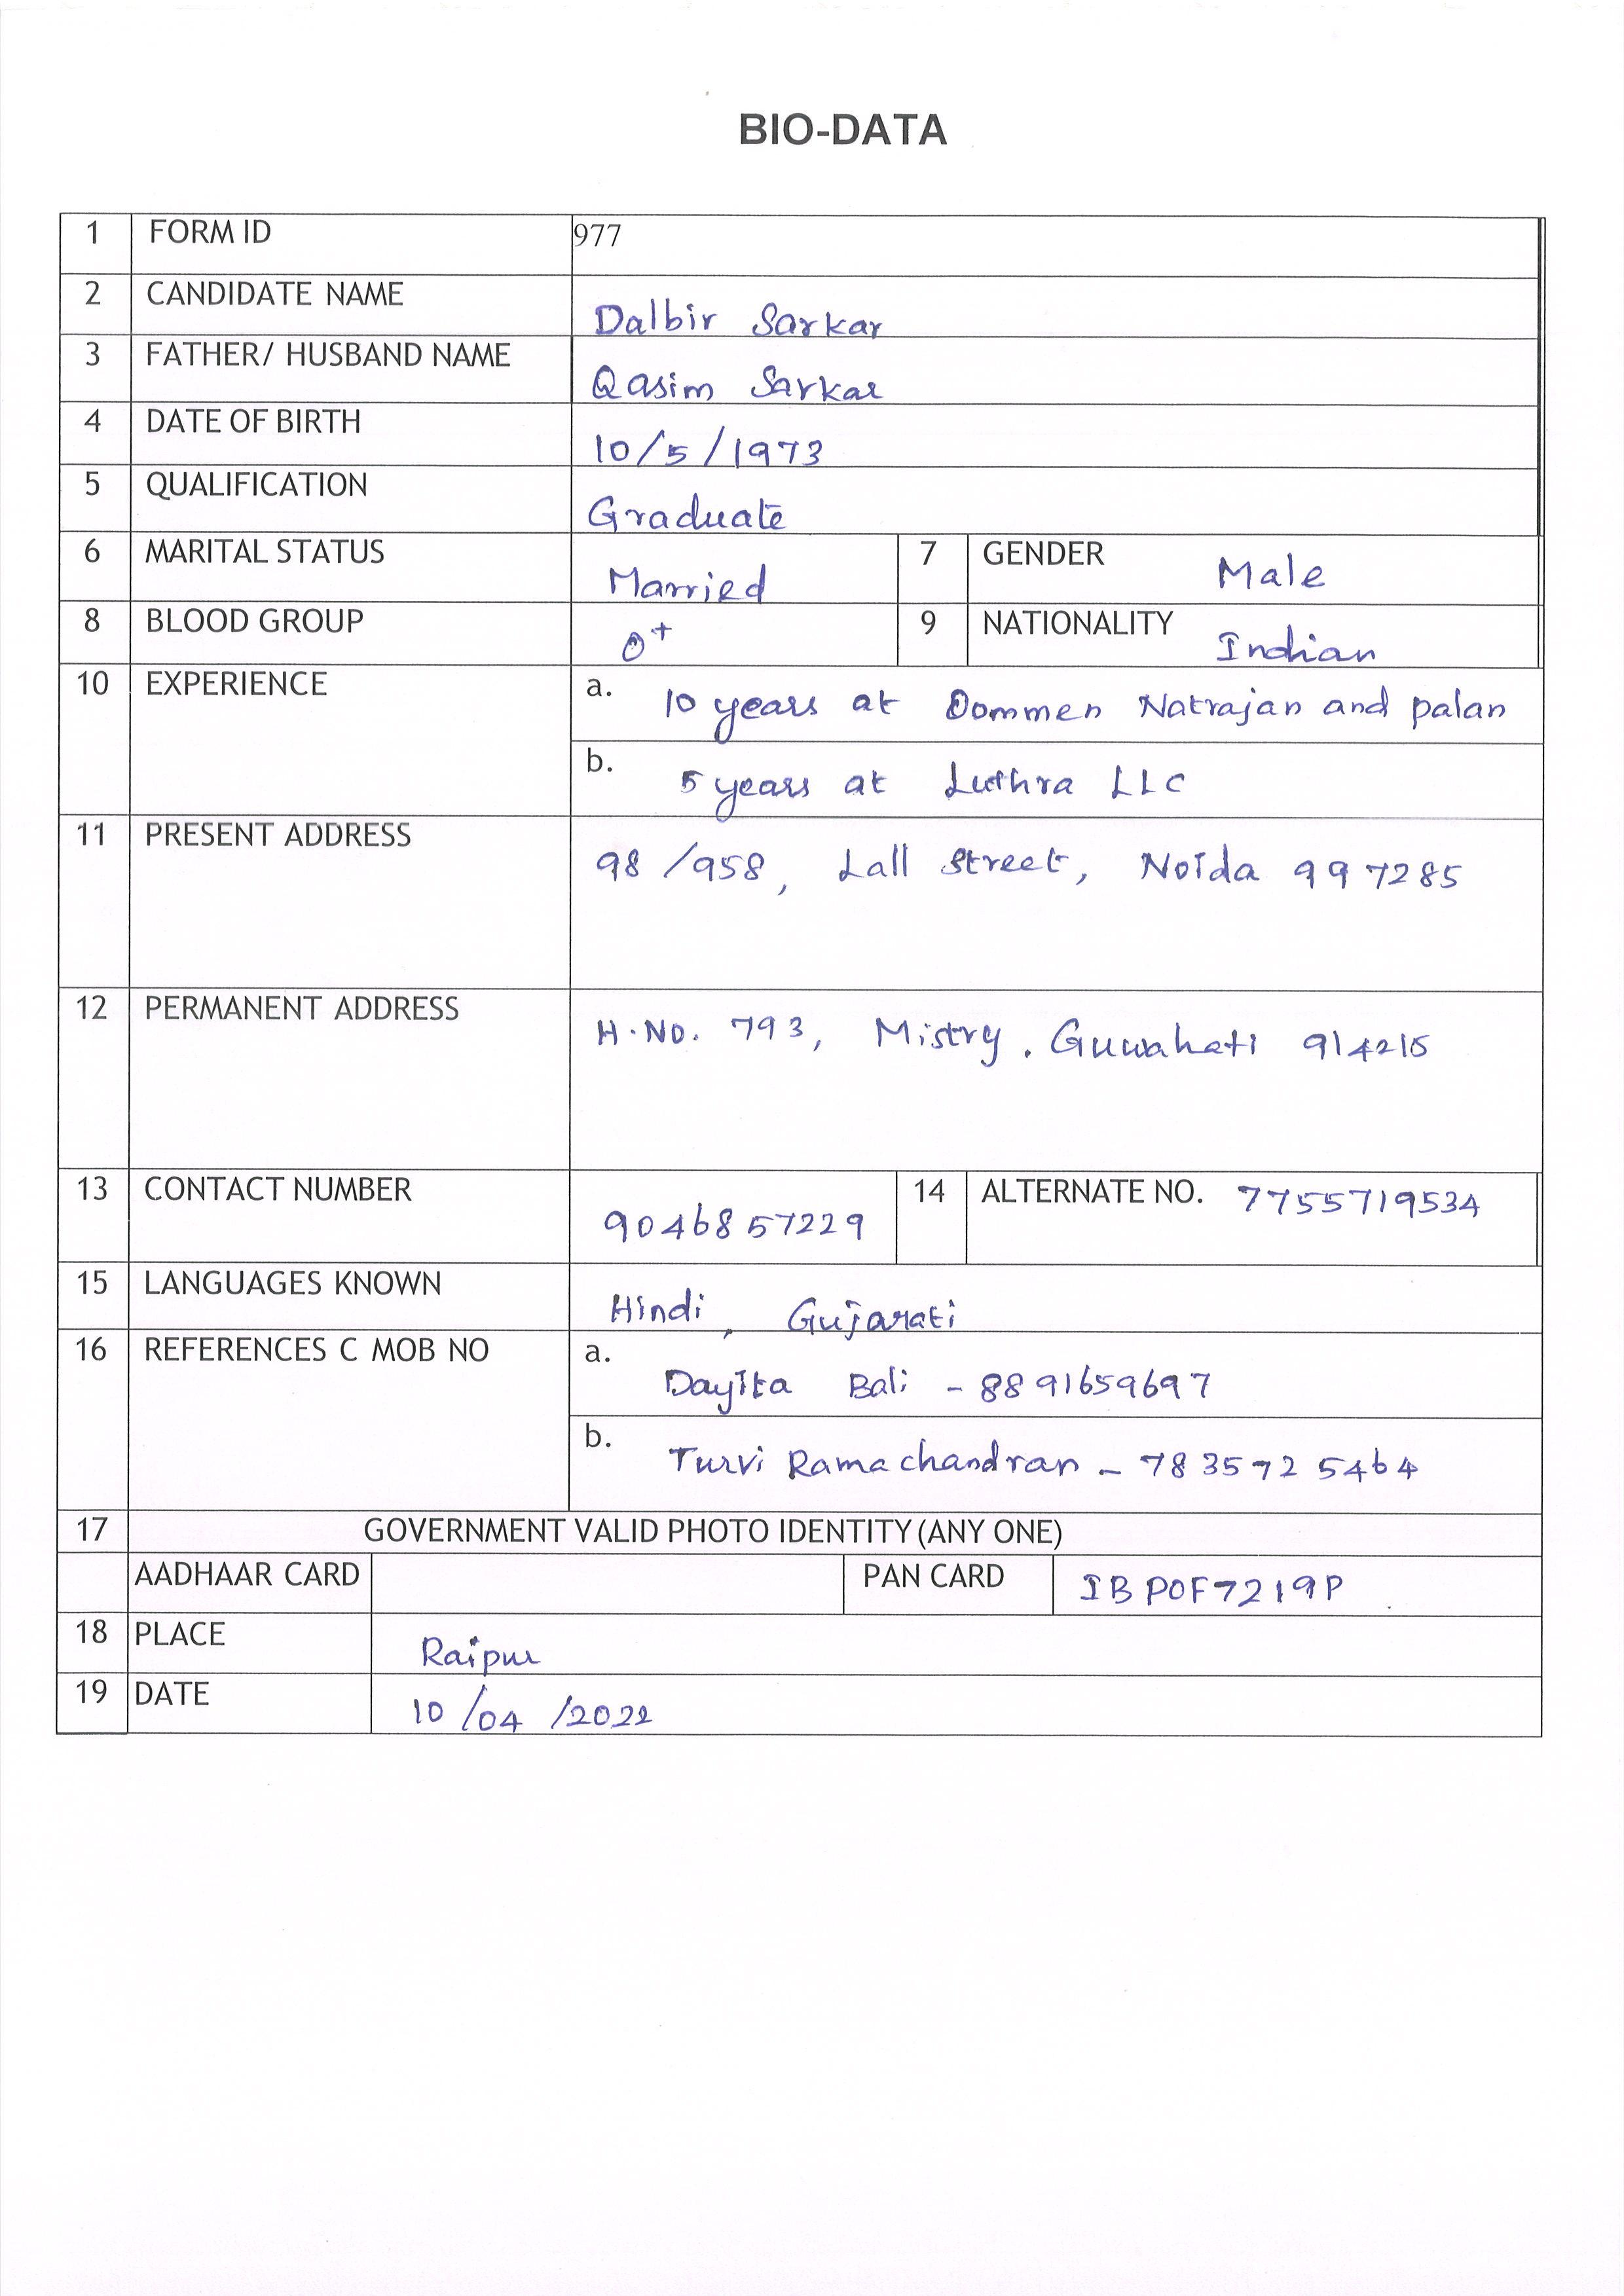 BIO-DATA
1 FORM ID 977
2 CANDIDATE NAME Dalbir Sarkar
3 FATHER/ HUSBAND NAME Qasim Sarkar
4 DATE OF BIRTH 10/5/1973
5 QUALIFICATION Graduate
6 MARITAL STATUS Married 7 GENDER Male
8 BLOOD GROUP O+ 9 NATIONALITY Indian
10 EXPERIENCE a. 10 years at Oommen Natrajan and palan
b. 5 years at Luthra LLC
11 PRESENT ADDRESS 98/958, Lall Street, Noida 997285
12 PERMANENT ADDRESS H.No. 793, Mistry. Guwahati 914215
13 CONTACT NUMBER 9046857229 14 ALTERNATE NO. 7755719534
15 LANGUAGES KNOWN Hindi, Gujarati
16 REFERENCES C MOB NO a. Dayita Bali - 8891659697
b. Turvi Ramachandran - 7835725464
17 GOVERNMENT VALID PHOTO IDENTITY (ANY ONE)
AADHAAR CARD PAN CARD IBPOF7219P
18 PLACE Raipur
19 DATE 10/04/2022